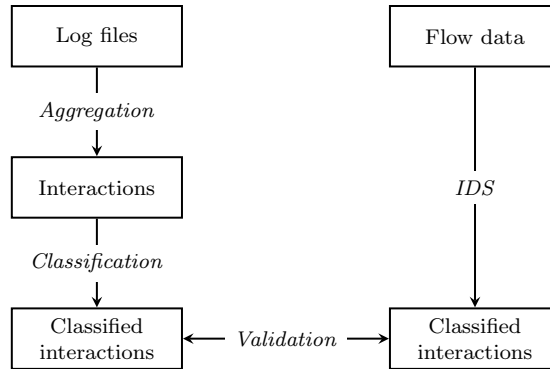 Log files
Flow data
Aggregation
Interactions
IDS
Classification
Classified
interactions
Validation
Classified
interactions